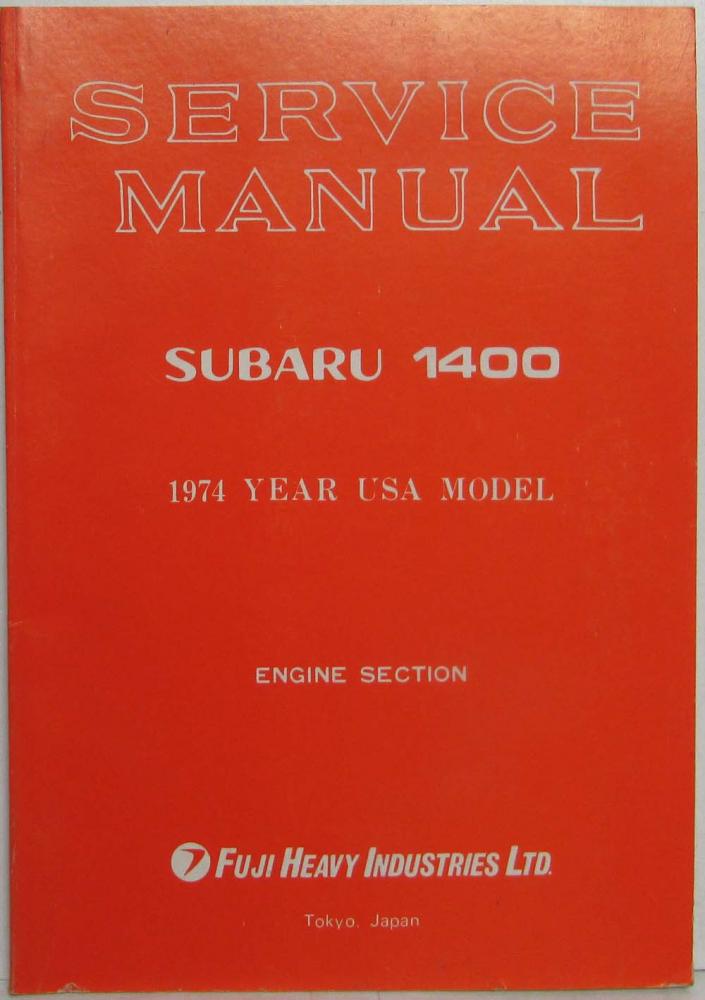 SERVICE
MANUAL
SUBARU 1400
1974 YEAR USA MODEL
ENGINE SECTION
FUJI HEAVY INDUSTRIES LTD.
Tokyo, Japan